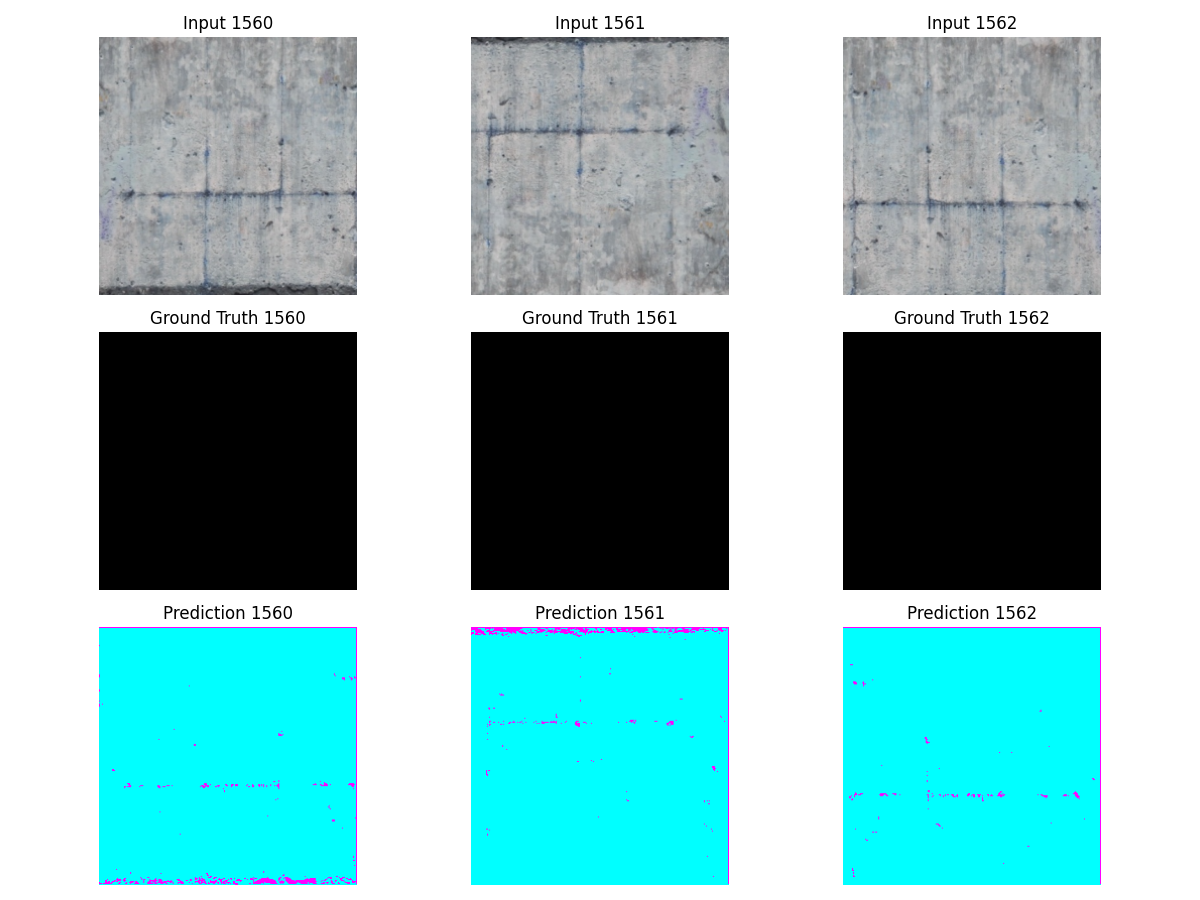 Input 1560
Input 1561
Input 1562
Ground Truth 1560
Ground Truth 1561
Ground Truth 1562
Prediction 1560
Prediction 1561
Prediction 1562